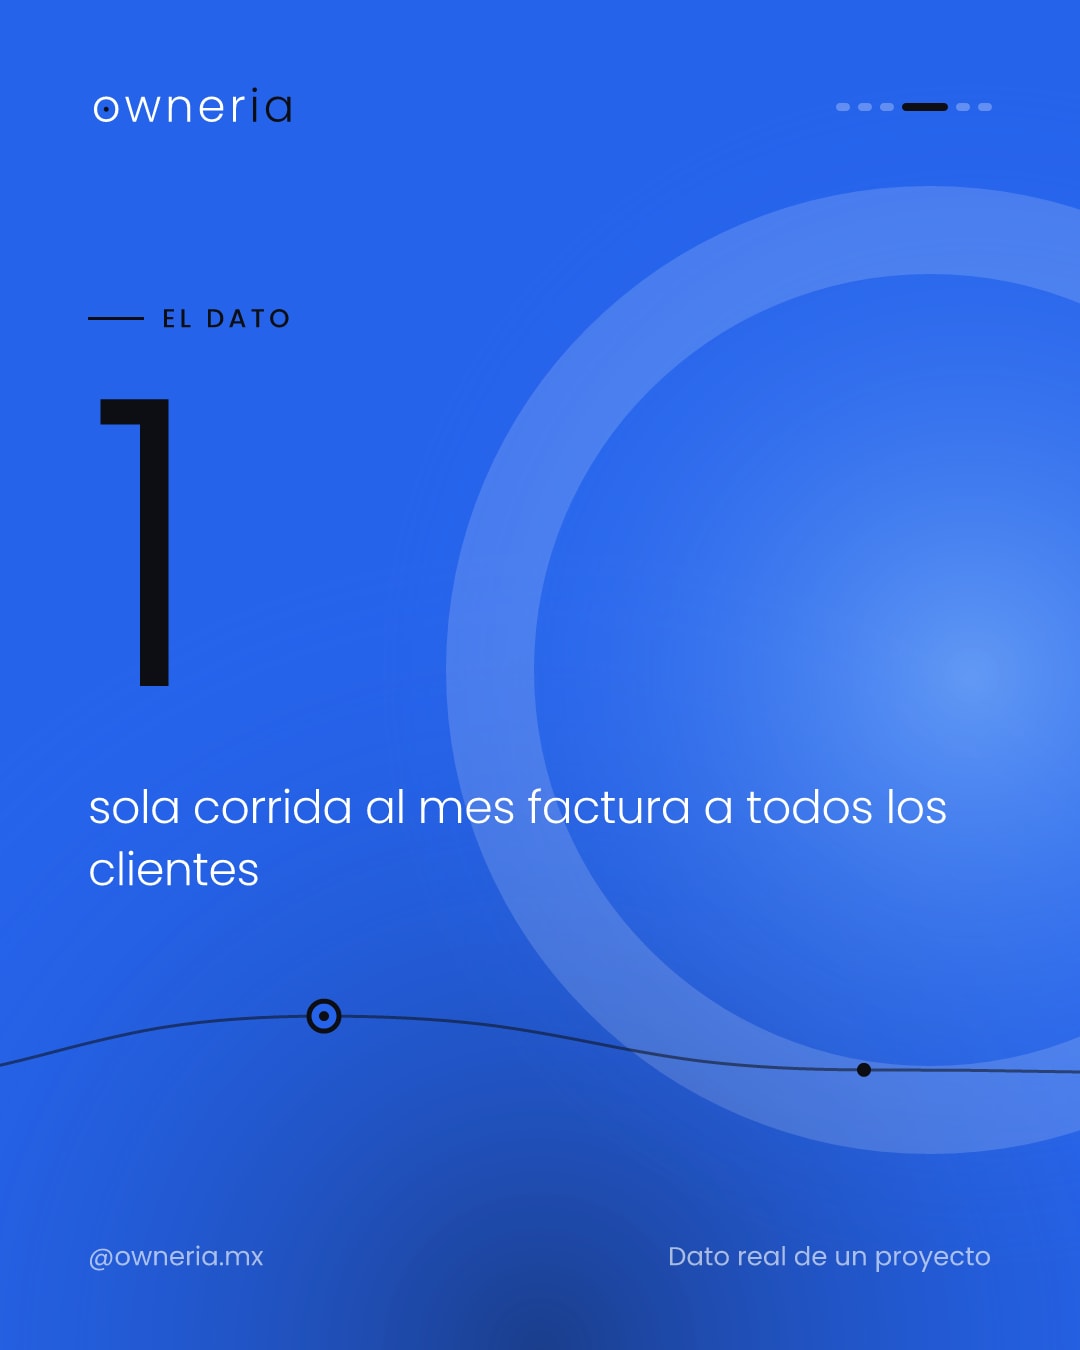 owneria
EL DATO
1
sola corrida al mes factura a todos los
clientes
@owneria.mx
Dato real de un proyecto